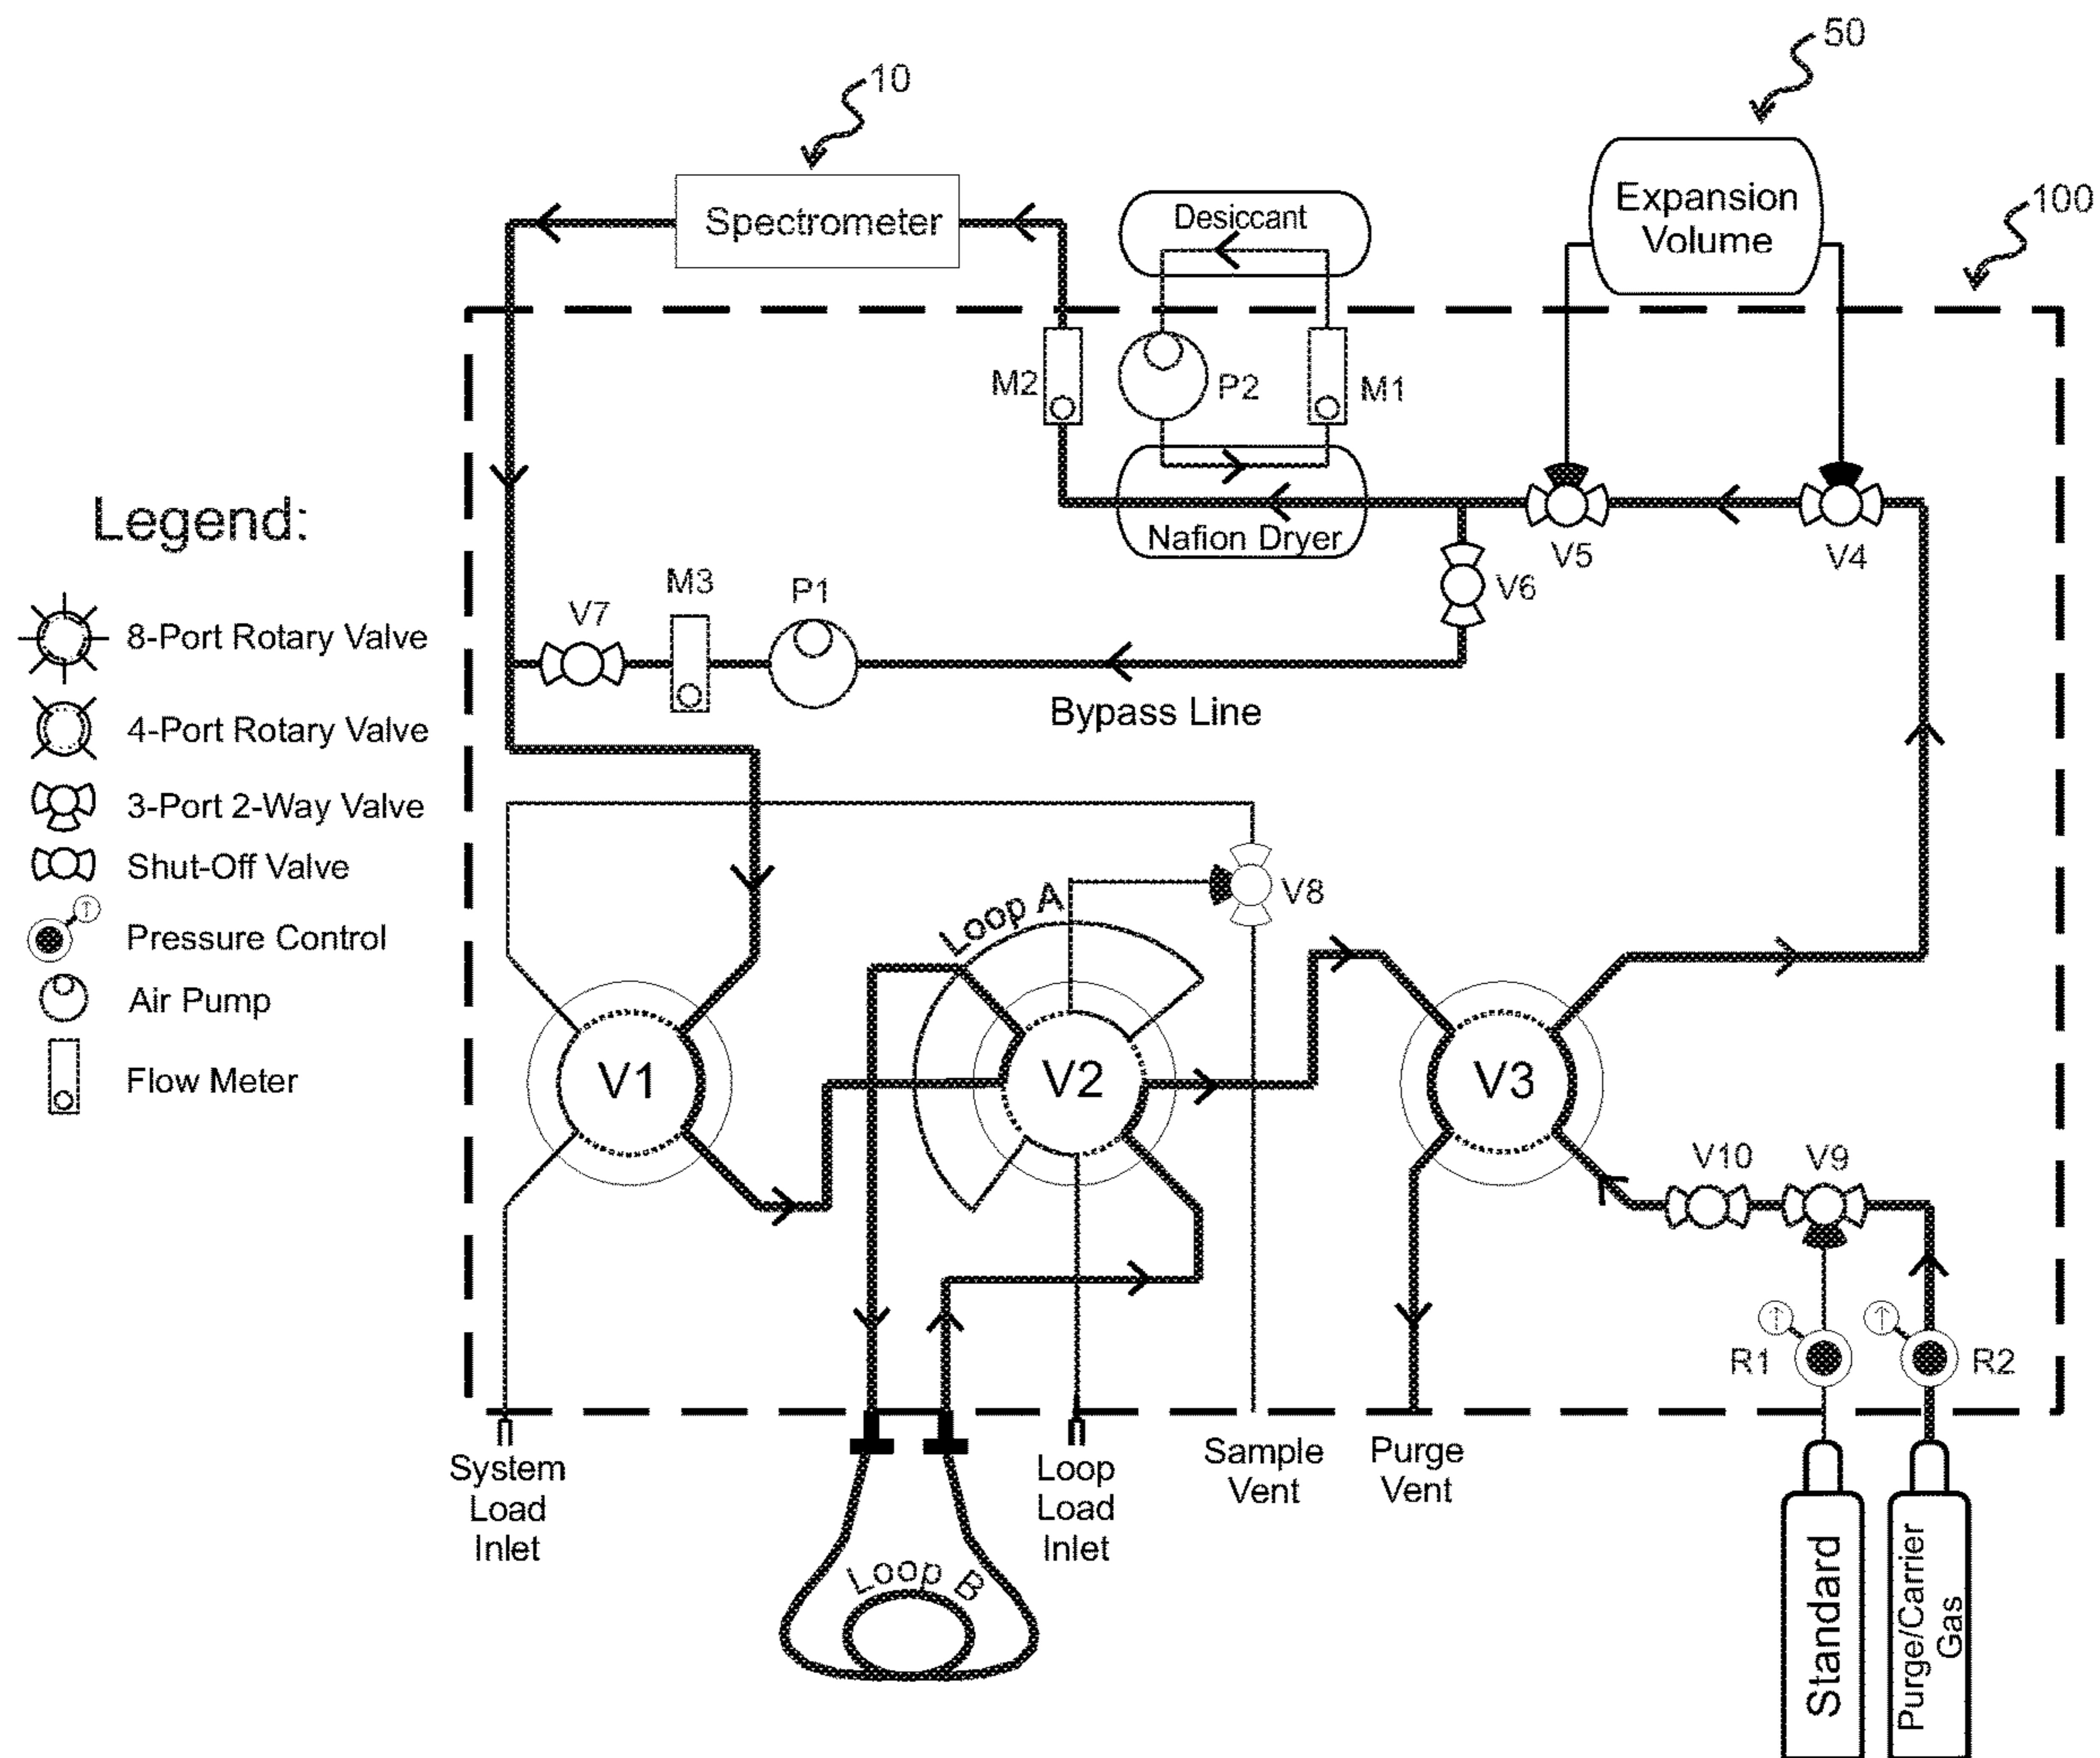 50
10
100
Expansion
Volume
Desiccant
Spectrometer
M2
P2
M1
Legend:
Nafion Dryer
V5
V4
V6
M3
P1
V7
8-Port Rotary Valve
Bypass Line
4-Port Rotary Valve
3-Port 2-Way Valve
Shut-Off Valve
V8
Loop A
Pressure Control
Air Pump
Flow Meter
V1
V2
V3
V10
V9
R1
R2
System
Load
Inlet
Loop
Load
Inlet
Sample
Vent
Purge
Vent
Loop B
Standard
Purge/Carrier
Gas